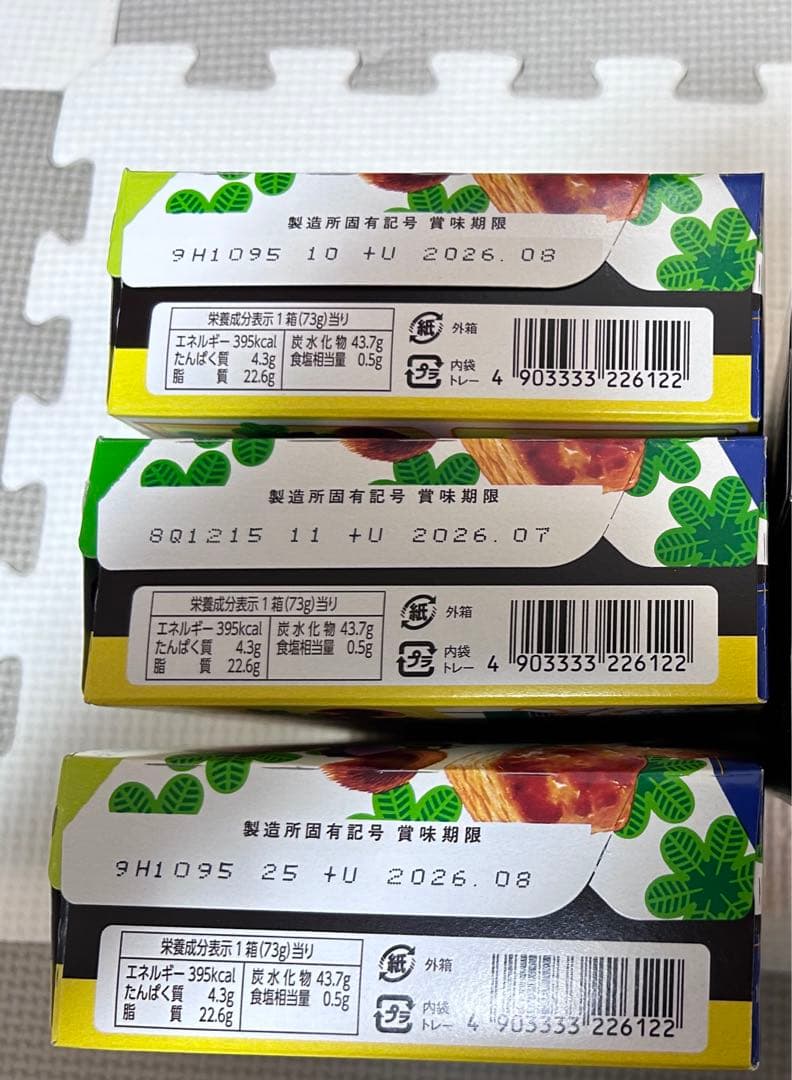 製造所固有記号 賞味期限
9H1095 10 +U 2026.08
栄養成分表示1箱(73g)当り
エネルギー 395kcal 炭水化物 43.7g
たんぱく質 4.3g 食塩相当量 0.5g
脂質 22.6g
紙 外箱
プラ 内袋 トレー
4 903333 226122
製造所固有記号 賞味期限
8Q1215 11 +U 2026.07
栄養成分表示1箱(73g)当り
エネルギー 395kcal 炭水化物 43.7g
たんぱく質 4.3g 食塩相当量 0.5g
脂質 22.6g
紙 外箱
プラ 内袋 トレー
4 903333 226122
製造所固有記号 賞味期限
9H1095 25 +U 2026.08
栄養成分表示1箱(73g)当り
エネルギー 395kcal 炭水化物 43.7g
たんぱく質 4.3g 食塩相当量 0.5g
脂質 22.6g
紙 外箱
プラ 内袋 トレー
4 903333 226122